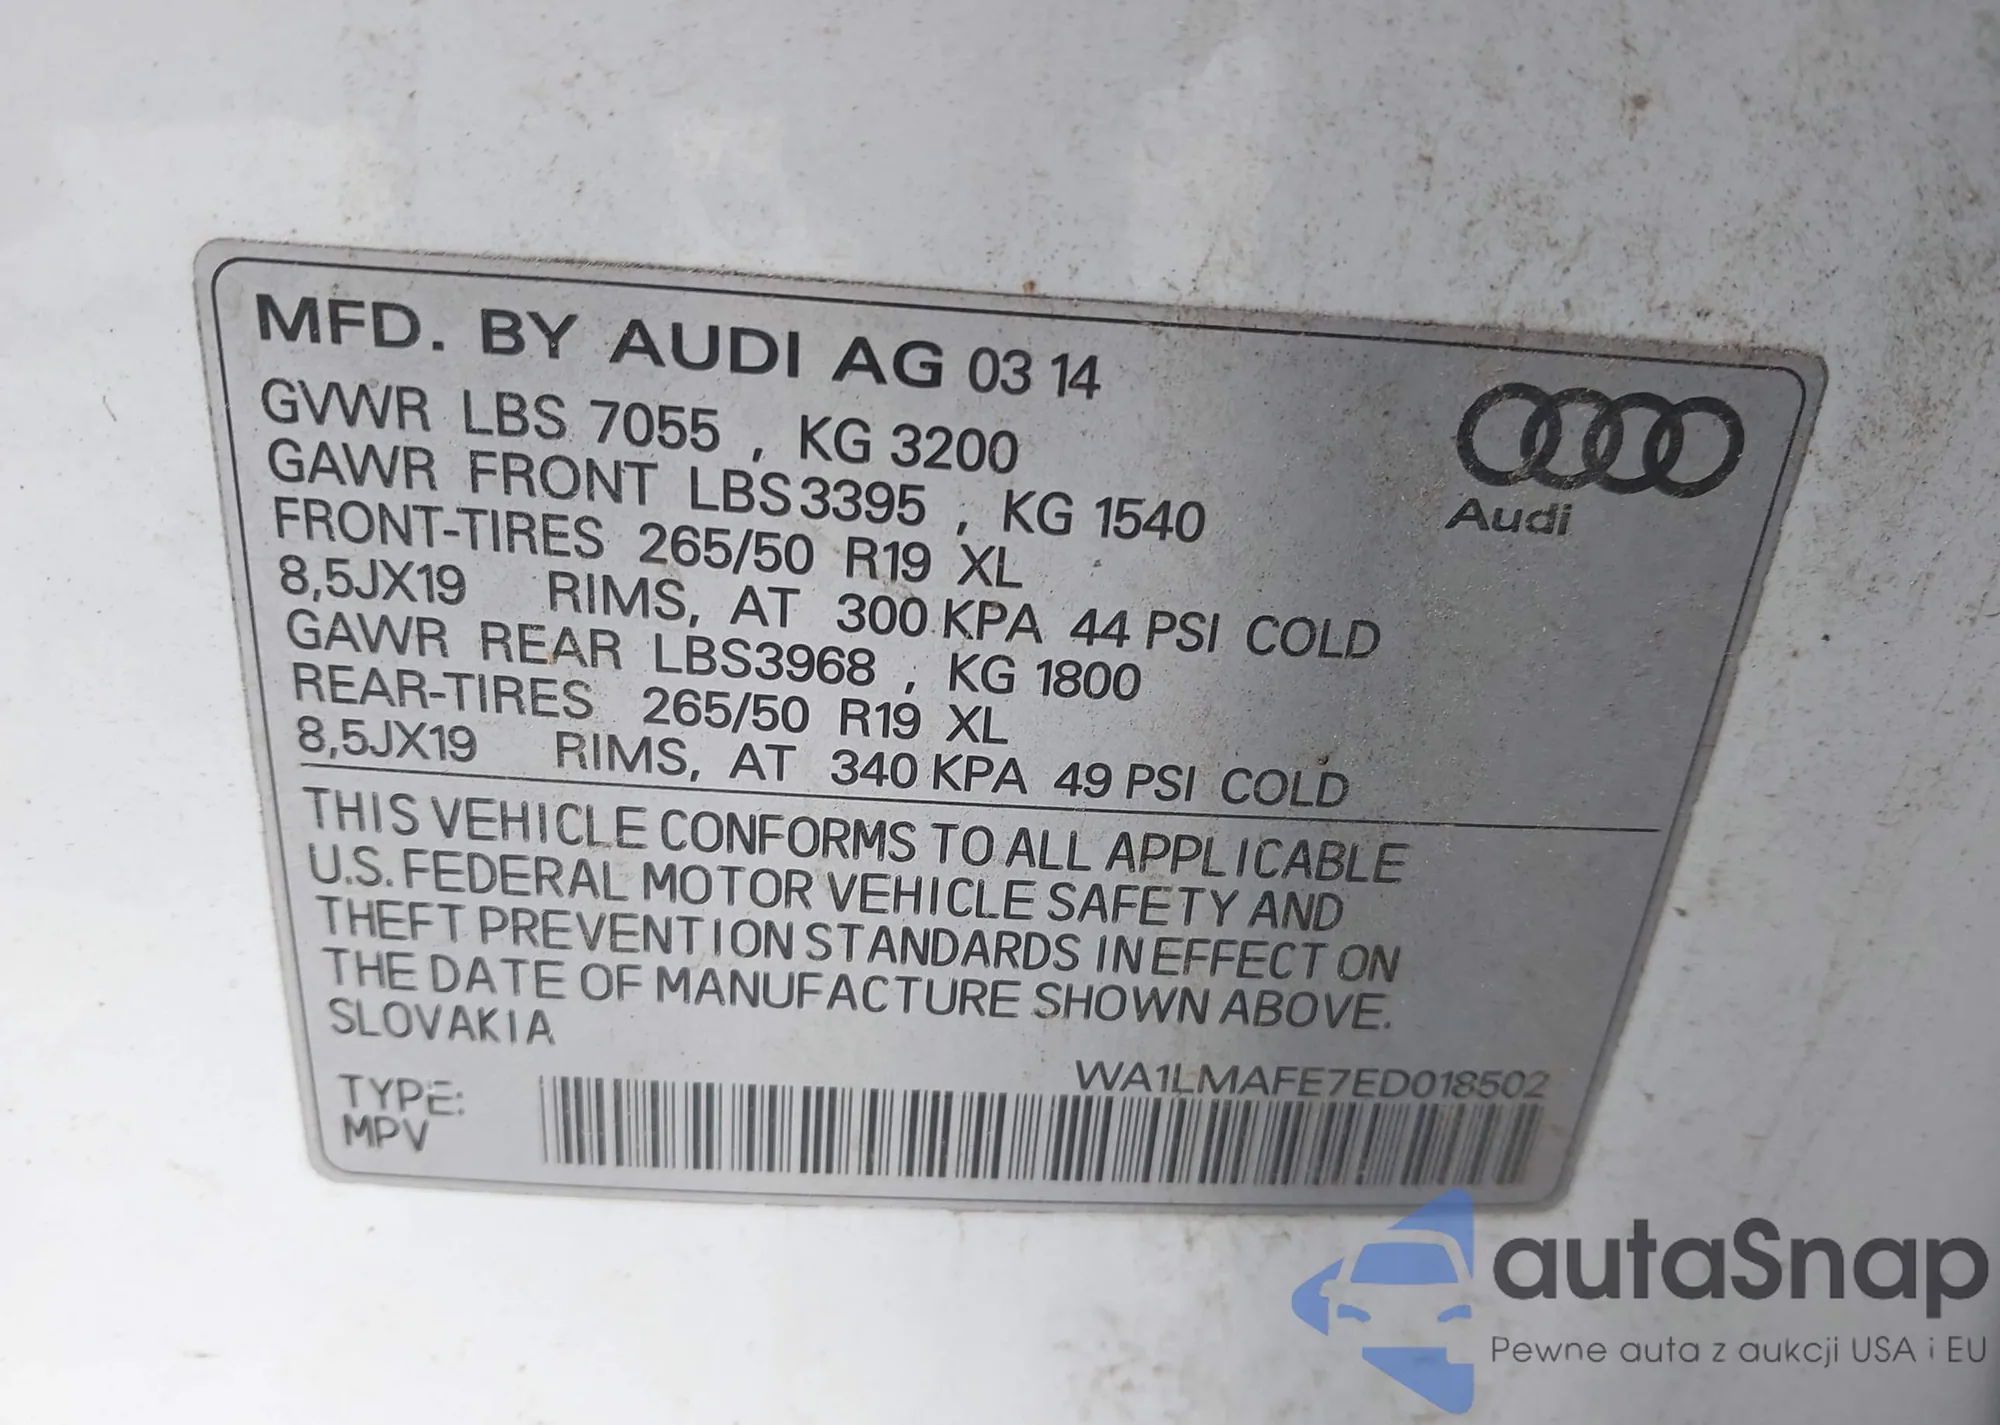 MFD. BY AUDI AG 03 14
GVWR LBS 7055 , KG 3200
GAWR FRONT LBS3395 , KG 1540
FRONT-TIRES 265/50 R19 XL
8,5JX19 RIMS, AT 300 KPA 44 PSI COLD
GAWR REAR LBS3968 , KG 1800
REAR-TIRES 265/50 R19 XL
8,5JX19 RIMS, AT 340 KPA 49 PSI COLD
Audi
THIS VEHICLE CONFORMS TO ALL APPLICABLE
U.S. FEDERAL MOTOR VEHICLE SAFETY AND
THEFT PREVENTION STANDARDS IN EFFECT ON
THE DATE OF MANUFACTURE SHOWN ABOVE.
SLOVAKIA
WA1LMAFE7ED018502
TYPE:
MPV
autaSnap
Pewne auta z aukcji USA i EU